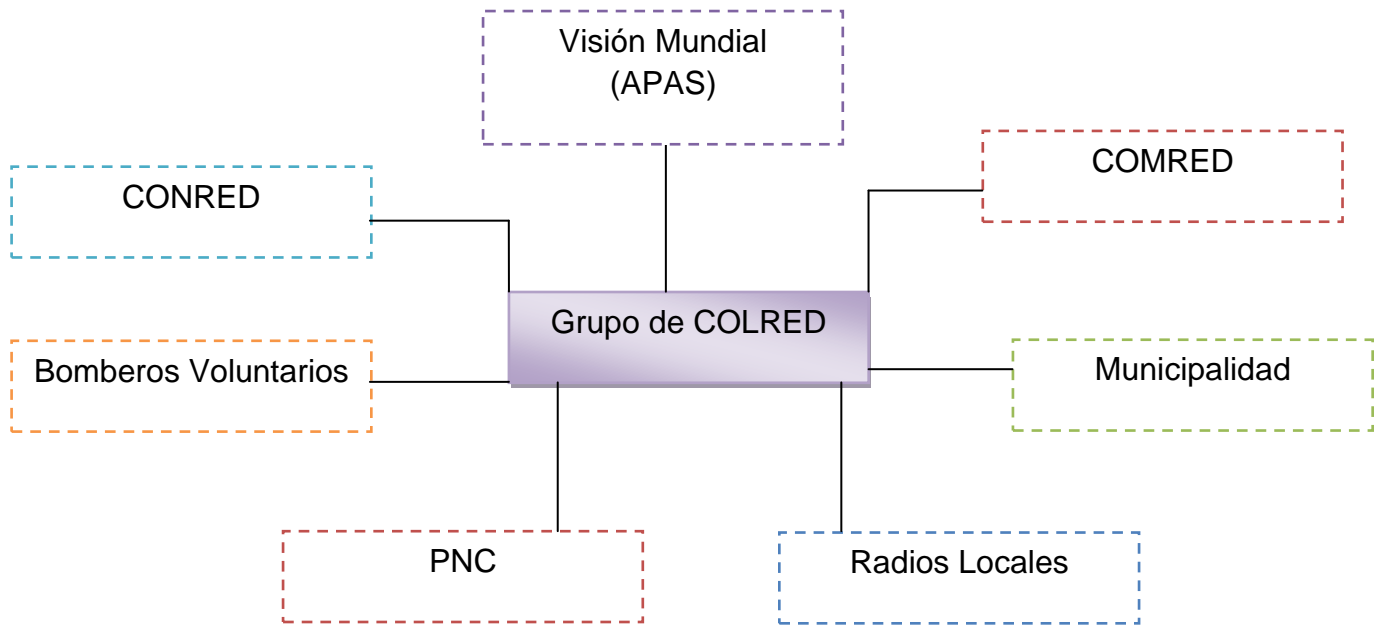 Visión Mundial
(APAS)
COMRED
CONRED
Grupo de COLRED
Bomberos Voluntarios
Municipalidad
PNC
Radios Locales